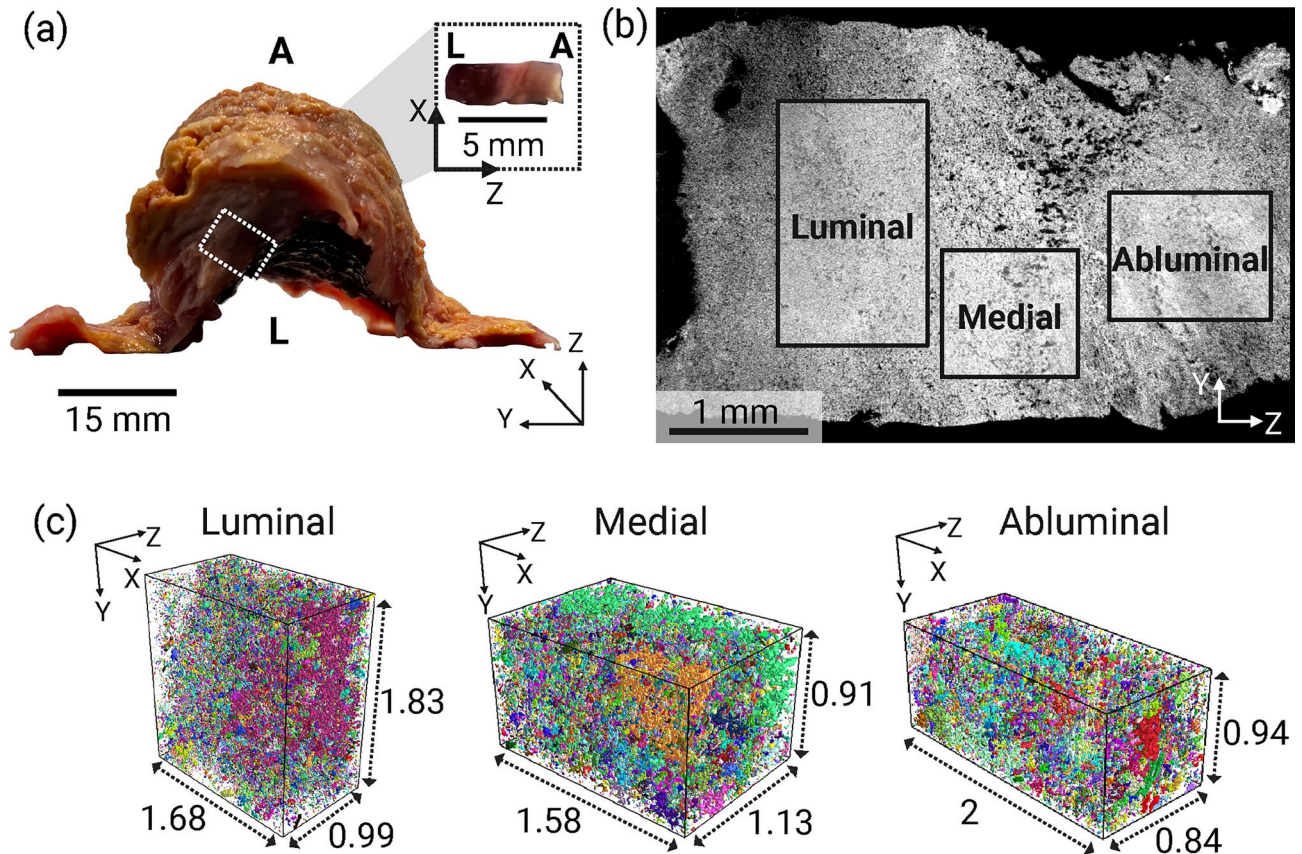 (a)
A
L A
X
5 mm
Z
L
15 mm
Z
X
Y
(b)
Luminal
Medial
Abluminal
1 mm
Y
Z
(c)
Luminal
Z
X
Y
1.83
1.68
0.99
Medial
Z
X
Y
0.91
1.58
1.13
Abluminal
Z
X
Y
0.94
2
0.84